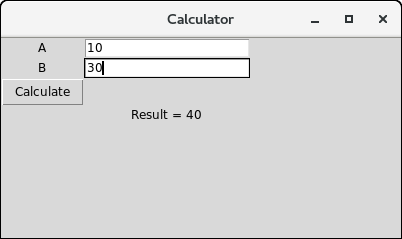 Calculator
A 10
B 30
Calculate
Result = 40